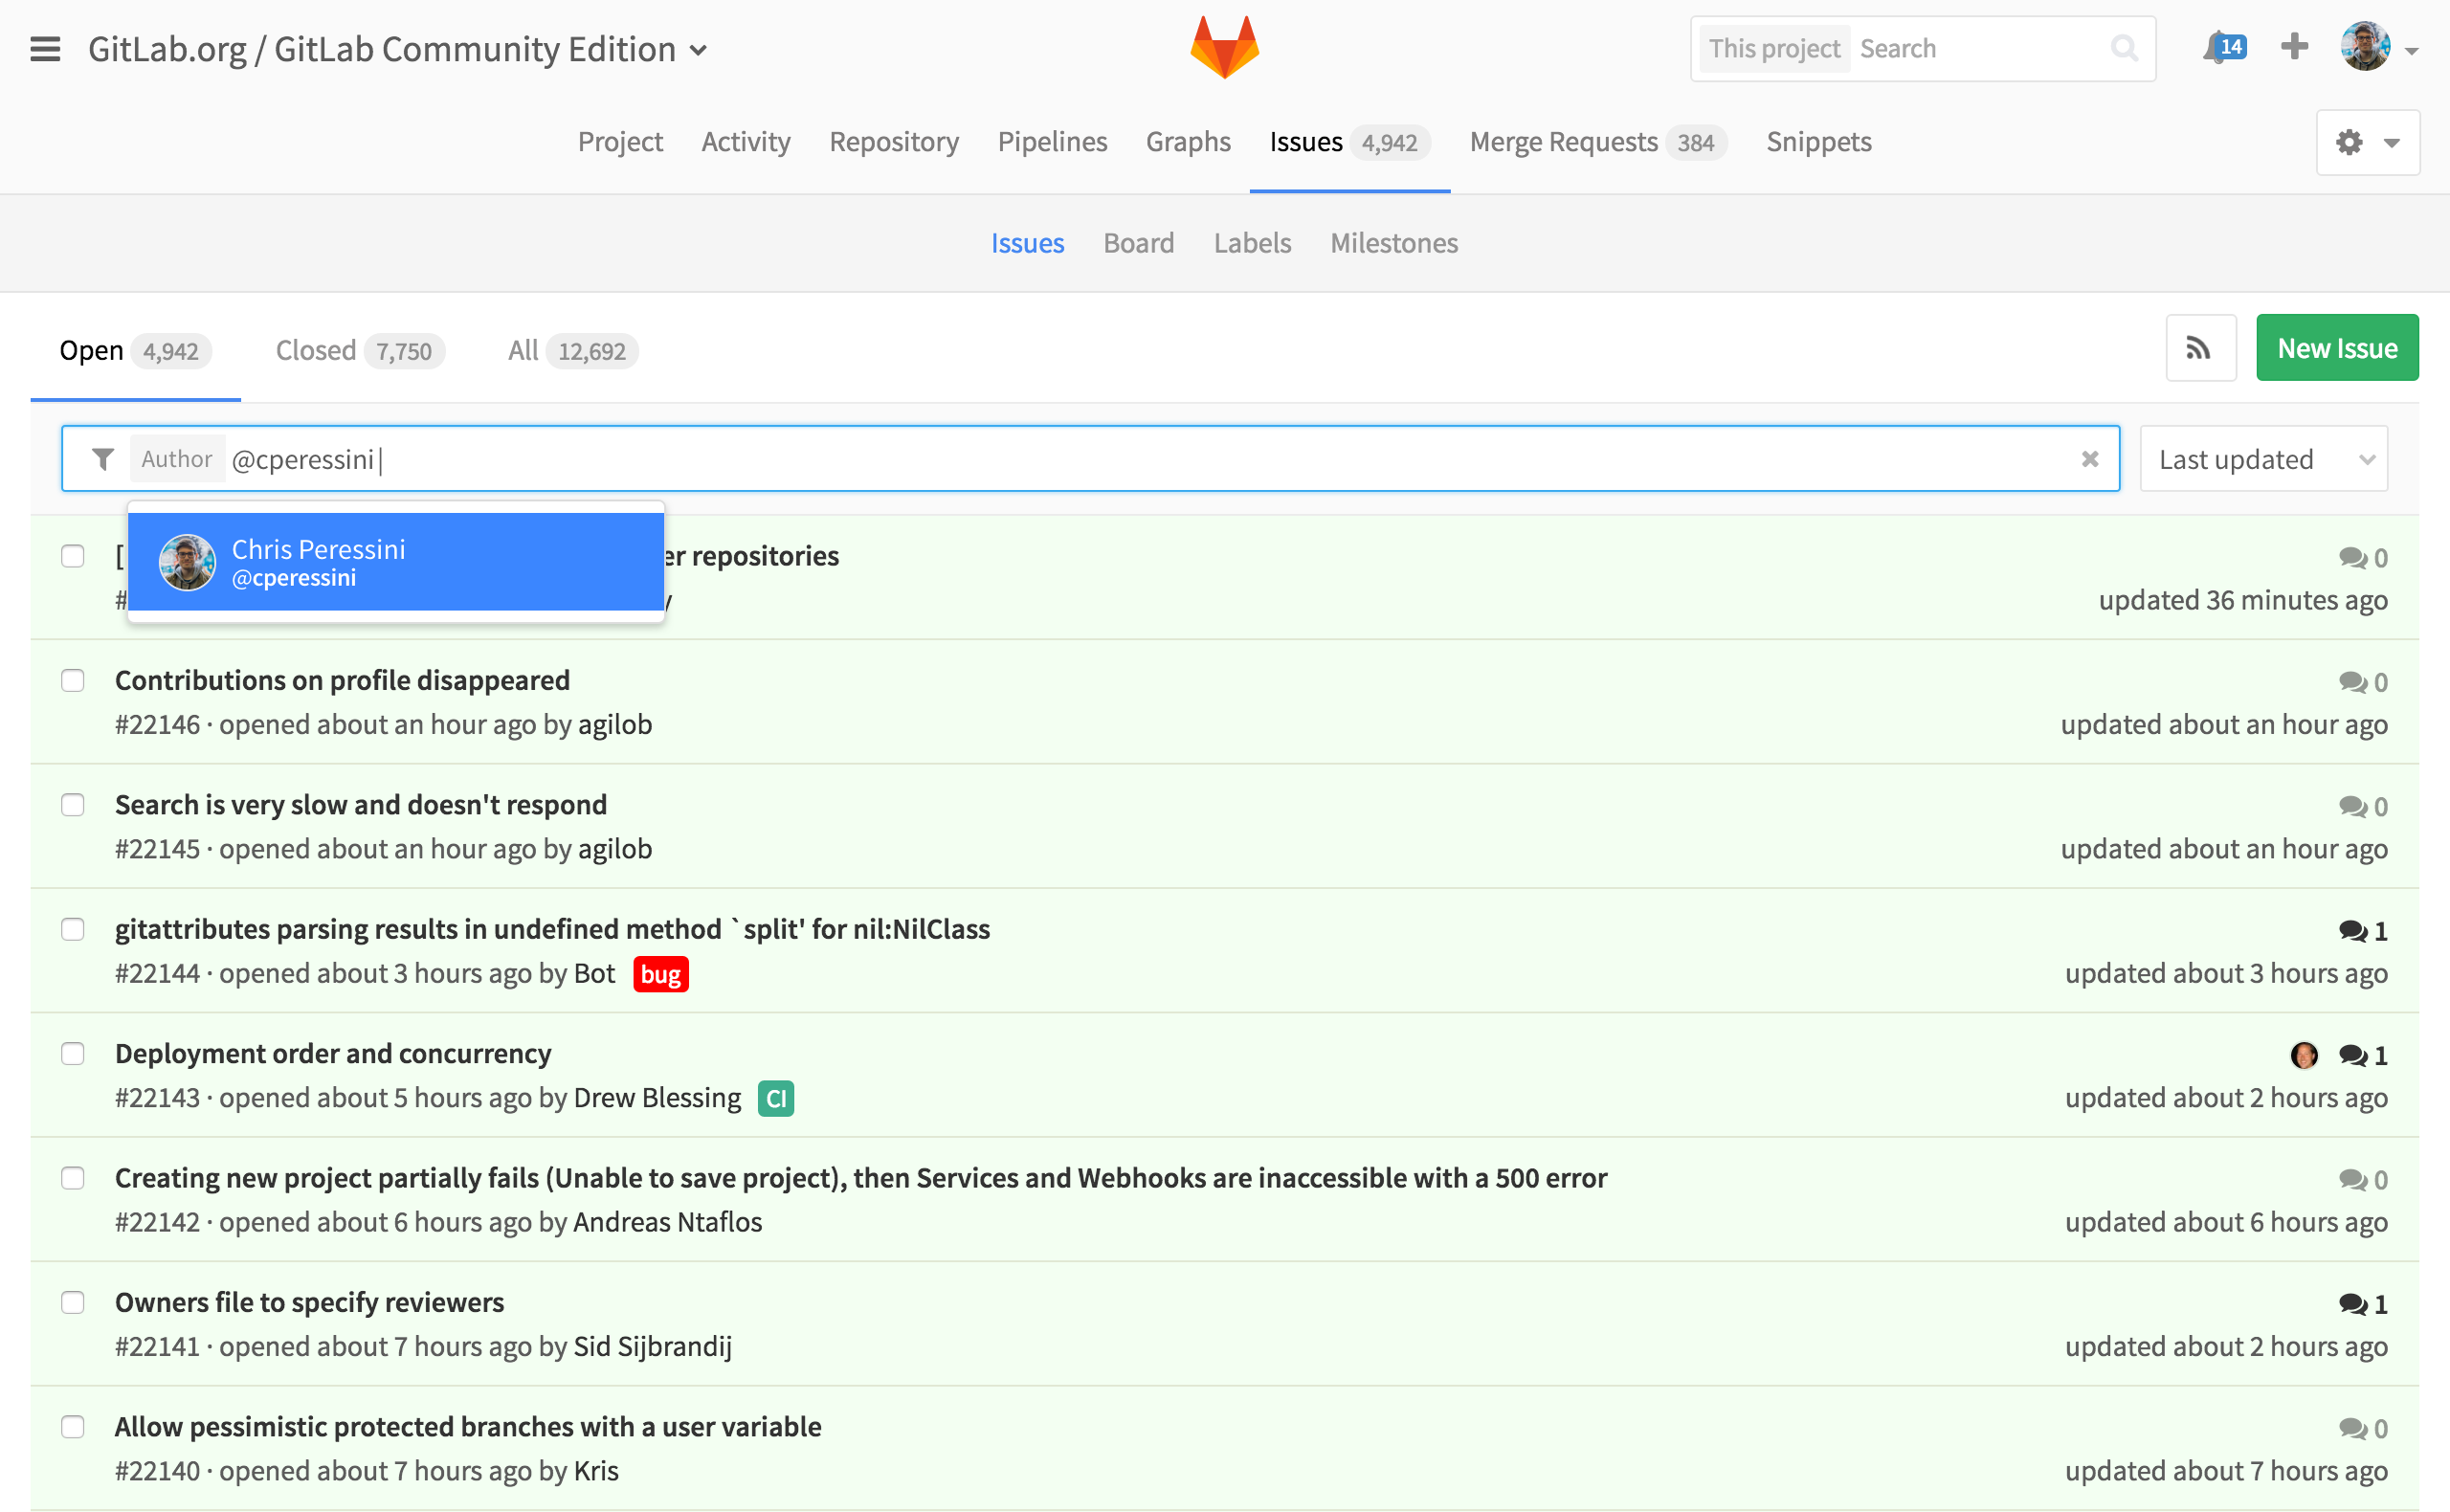 GitLab.org / GitLab Community Edition
This project Search
14
Project Activity Repository Pipelines Graphs Issues 4,942 Merge Requests 384 Snippets
Issues Board Labels Milestones
Open 4,942 Closed 7,750 All 12,692
New Issue
Author @cperessini
Last updated
Chris Peressini
@cperessini
[ er repositories
0
# y
updated 36 minutes ago
Contributions on profile disappeared
0
#22146 · opened about an hour ago by agilob
updated about an hour ago
Search is very slow and doesn't respond
0
#22145 · opened about an hour ago by agilob
updated about an hour ago
gitattributes parsing results in undefined method `split' for nil:NilClass
1
#22144 · opened about 3 hours ago by Bot bug
updated about 3 hours ago
Deployment order and concurrency
1
#22143 · opened about 5 hours ago by Drew Blessing CI
updated about 2 hours ago
Creating new project partially fails (Unable to save project), then Services and Webhooks are inaccessible with a 500 error
0
#22142 · opened about 6 hours ago by Andreas Ntaflos
updated about 6 hours ago
Owners file to specify reviewers
1
#22141 · opened about 7 hours ago by Sid Sijbrandij
updated about 2 hours ago
Allow pessimistic protected branches with a user variable
0
#22140 · opened about 7 hours ago by Kris
updated about 7 hours ago